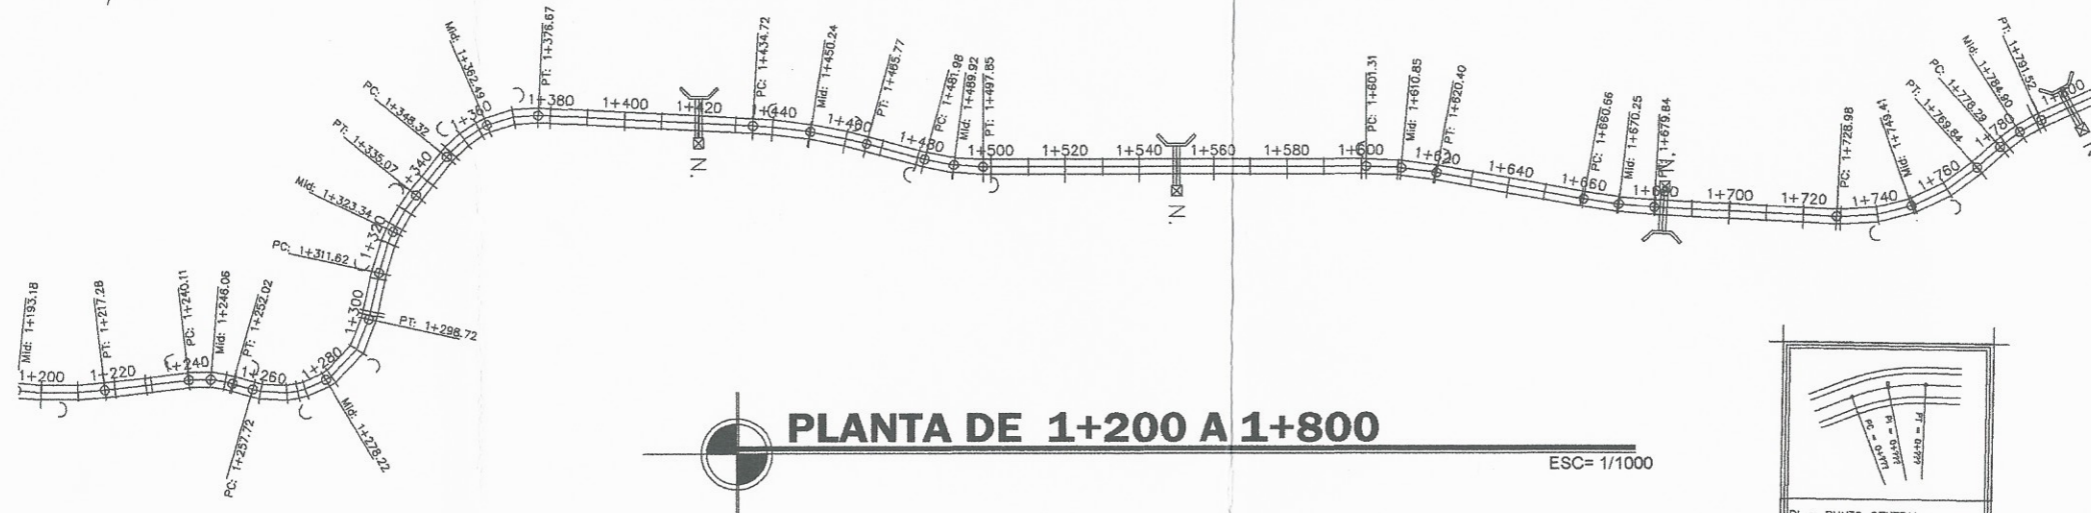 Mid: 1+193.18
PT: 1+217.28
PC: 1+240.11
Mid: 1+246.06
PT: 1+252.02
PC: 1+257.72
Mid: 1+278.22
PT: 1+298.72
PC: 1+311.62
Mid: 1+323.34
PT: 1+335.07
PC: 1+348.32
Mid: 1+362.49
PT: 1+376.67
PC: 1+434.72
Mid: 1+450.24
PT: 1+465.77
PC: 1+481.98
Mid: 1+489.92
PT: 1+497.85
PC: 1+601.31
Mid: 1+610.85
PT: 1+620.40
PC: 1+660.66
Mid: 1+670.25
PT: 1+679.84
PC: 1+728.98
Mid: 1+749.41
PT: 1+769.84
PC: 1+778.29
Mid: 1+784.90
PT: 1+791.52
1+200
1+220
1+240
1+260
1+280
1+300
1+320
1+340
1+360
1+380
1+400
1+420
1+440
1+460
1+480
1+500
1+520
1+540
1+560
1+580
1+600
1+620
1+640
1+660
1+680
1+700
1+720
1+740
1+760
1+780
1+800
N.
N.
N.
PLANTA DE 1+200 A 1+800
ESC= 1/1000